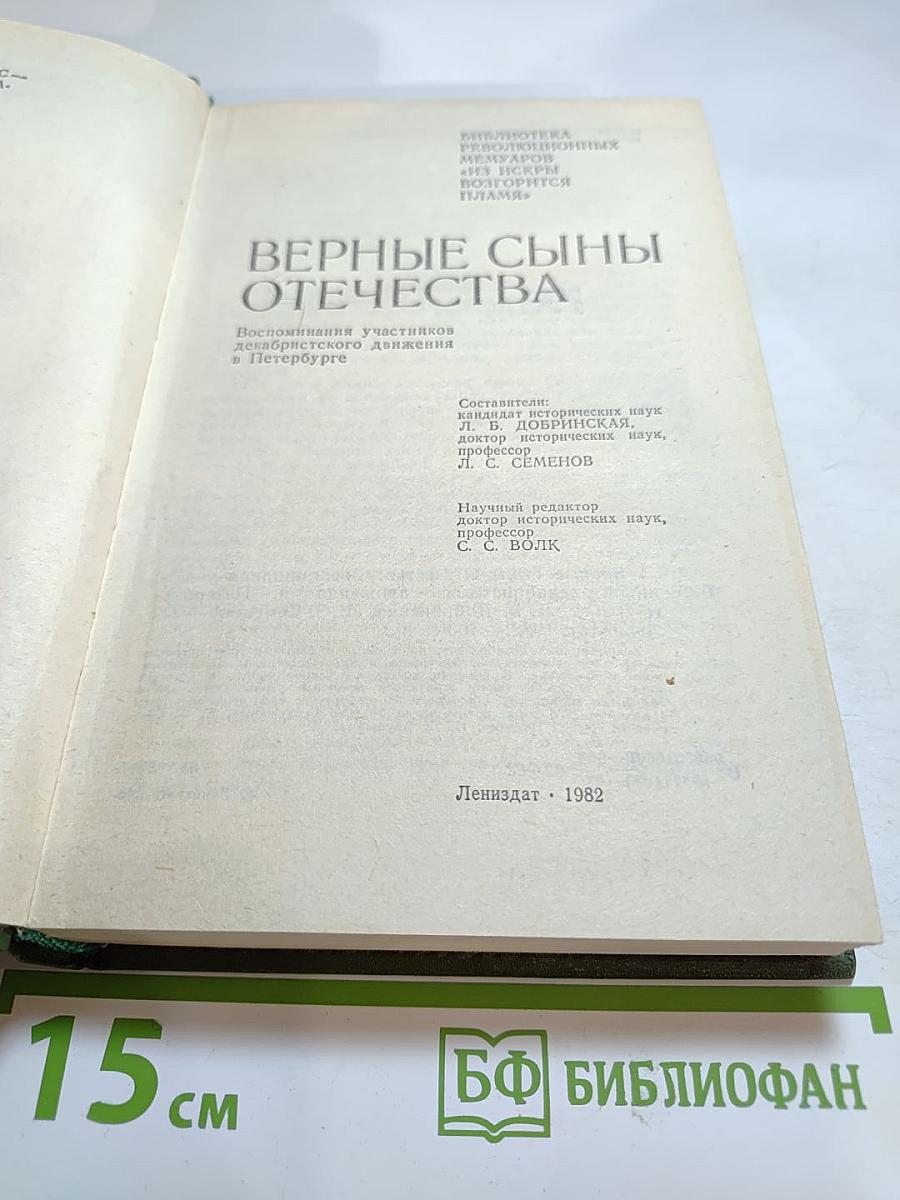 БИБЛИОТЕКА
РЕВОЛЮЦИОННЫХ
МЕМУАРОВ
«ИЗ ИСКРЫ
ВОЗГОРИТСЯ
ПЛАМЯ»
ВЕРНЫЕ СЫНЫ
ОТЕЧЕСТВА
Воспоминания участников
декабристского движения
в Петербурге
Составители:
кандидат исторических наук
Л. Б. ДОБРИНСКАЯ,
доктор исторических наук,
профессор
Л. С. СЕМЕНОВ
Научный редактор
доктор исторических наук,
профессор
С. С. ВОЛК
Лениздат • 1982
15 см
БФ БИБЛИОФАН